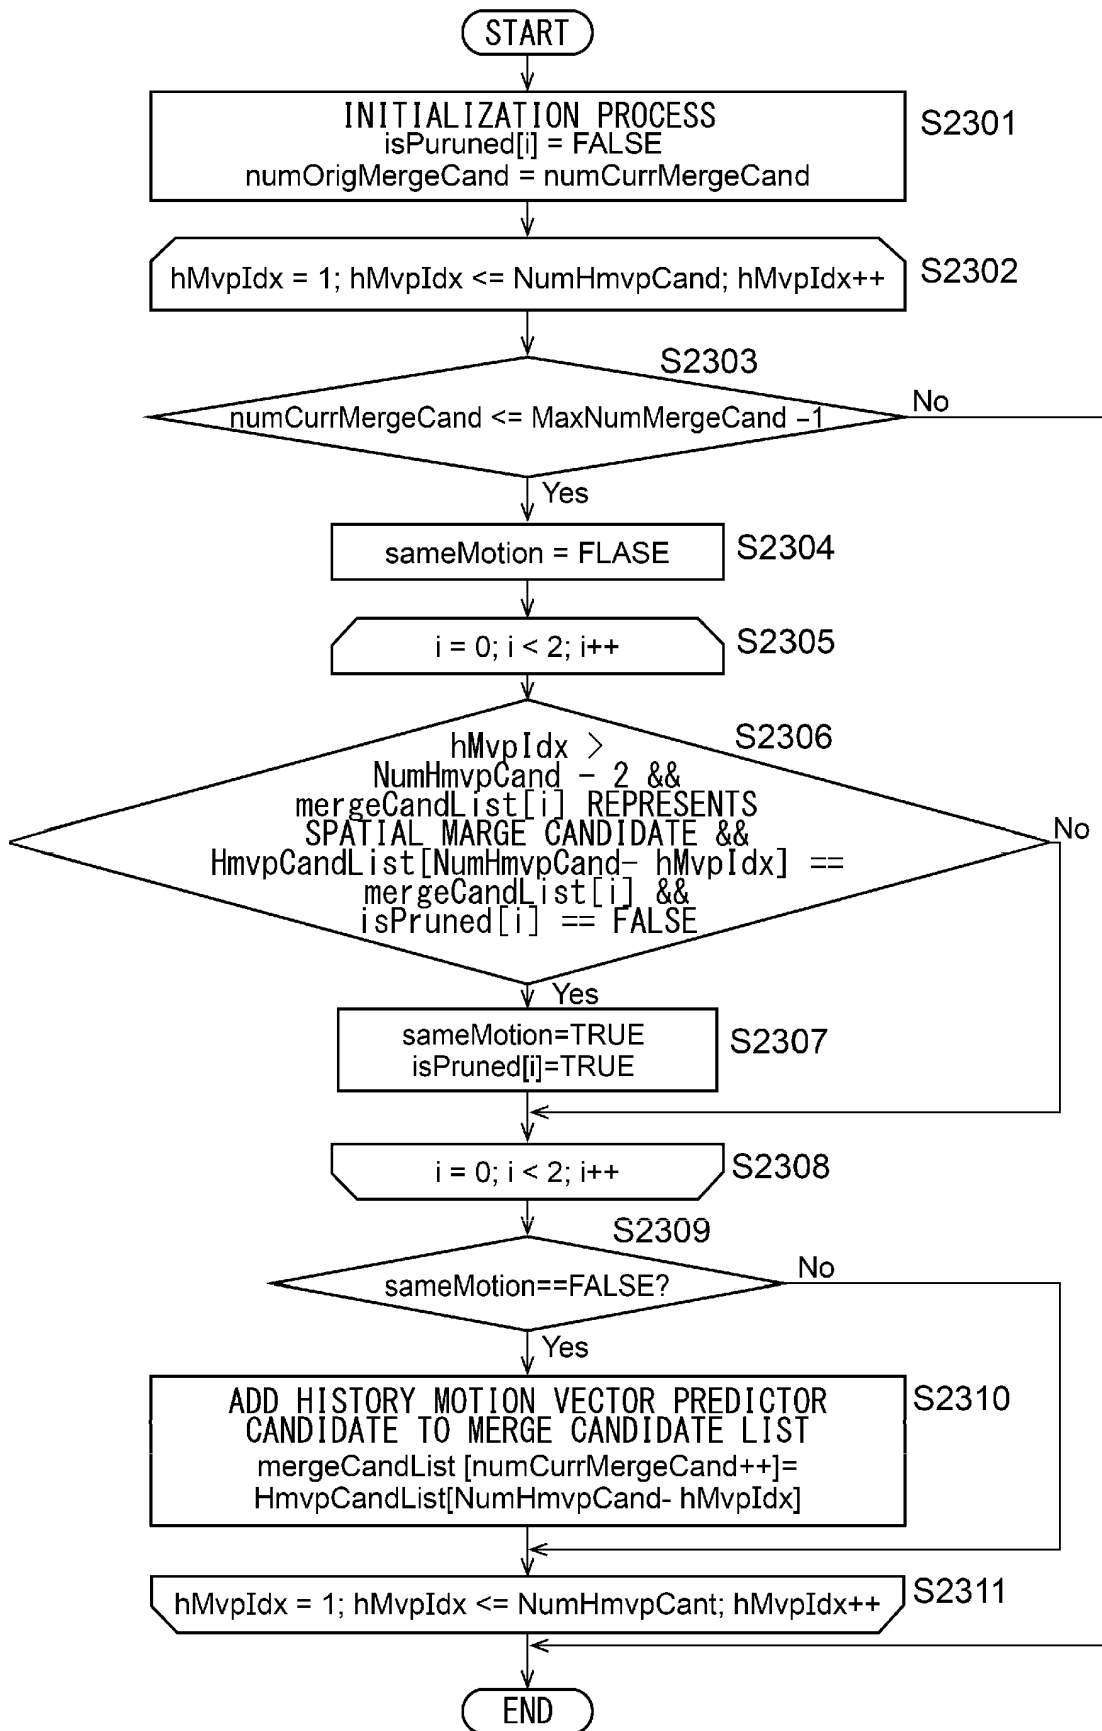 START
INITIALIZATION PROCESS
isPuruned[i] = FALSE
numOrigMergeCand = numCurrMergeCand
S2301
hMvpIdx = 1; hMvpIdx <= NumHmvpCand; hMvpIdx++
S2302
S2303
numCurrMergeCand <= MaxNumMergeCand –1
No
Yes
sameMotion = FLASE
S2304
i = 0; i < 2; i++
S2305
S2306
hMvpIdx >
NumHmvpCand - 2 &&
mergeCandList[i] REPRESENTS
SPATIAL MARGE CANDIDATE &&
HmvpCandList[NumHmvpCand- hMvpIdx] ==
mergeCandList[i] &&
isPruned[i] == FALSE
No
Yes
sameMotion=TRUE
isPruned[i]=TRUE
S2307
i = 0; i < 2; i++
S2308
S2309
sameMotion==FALSE?
No
Yes
ADD HISTORY MOTION VECTOR PREDICTOR
CANDIDATE TO MERGE CANDIDATE LIST
mergeCandList [numCurrMergeCand++]=
HmvpCandList[NumHmvpCand- hMvpIdx]
S2310
hMvpIdx = 1; hMvpIdx <= NumHmvpCant; hMvpIdx++
S2311
END